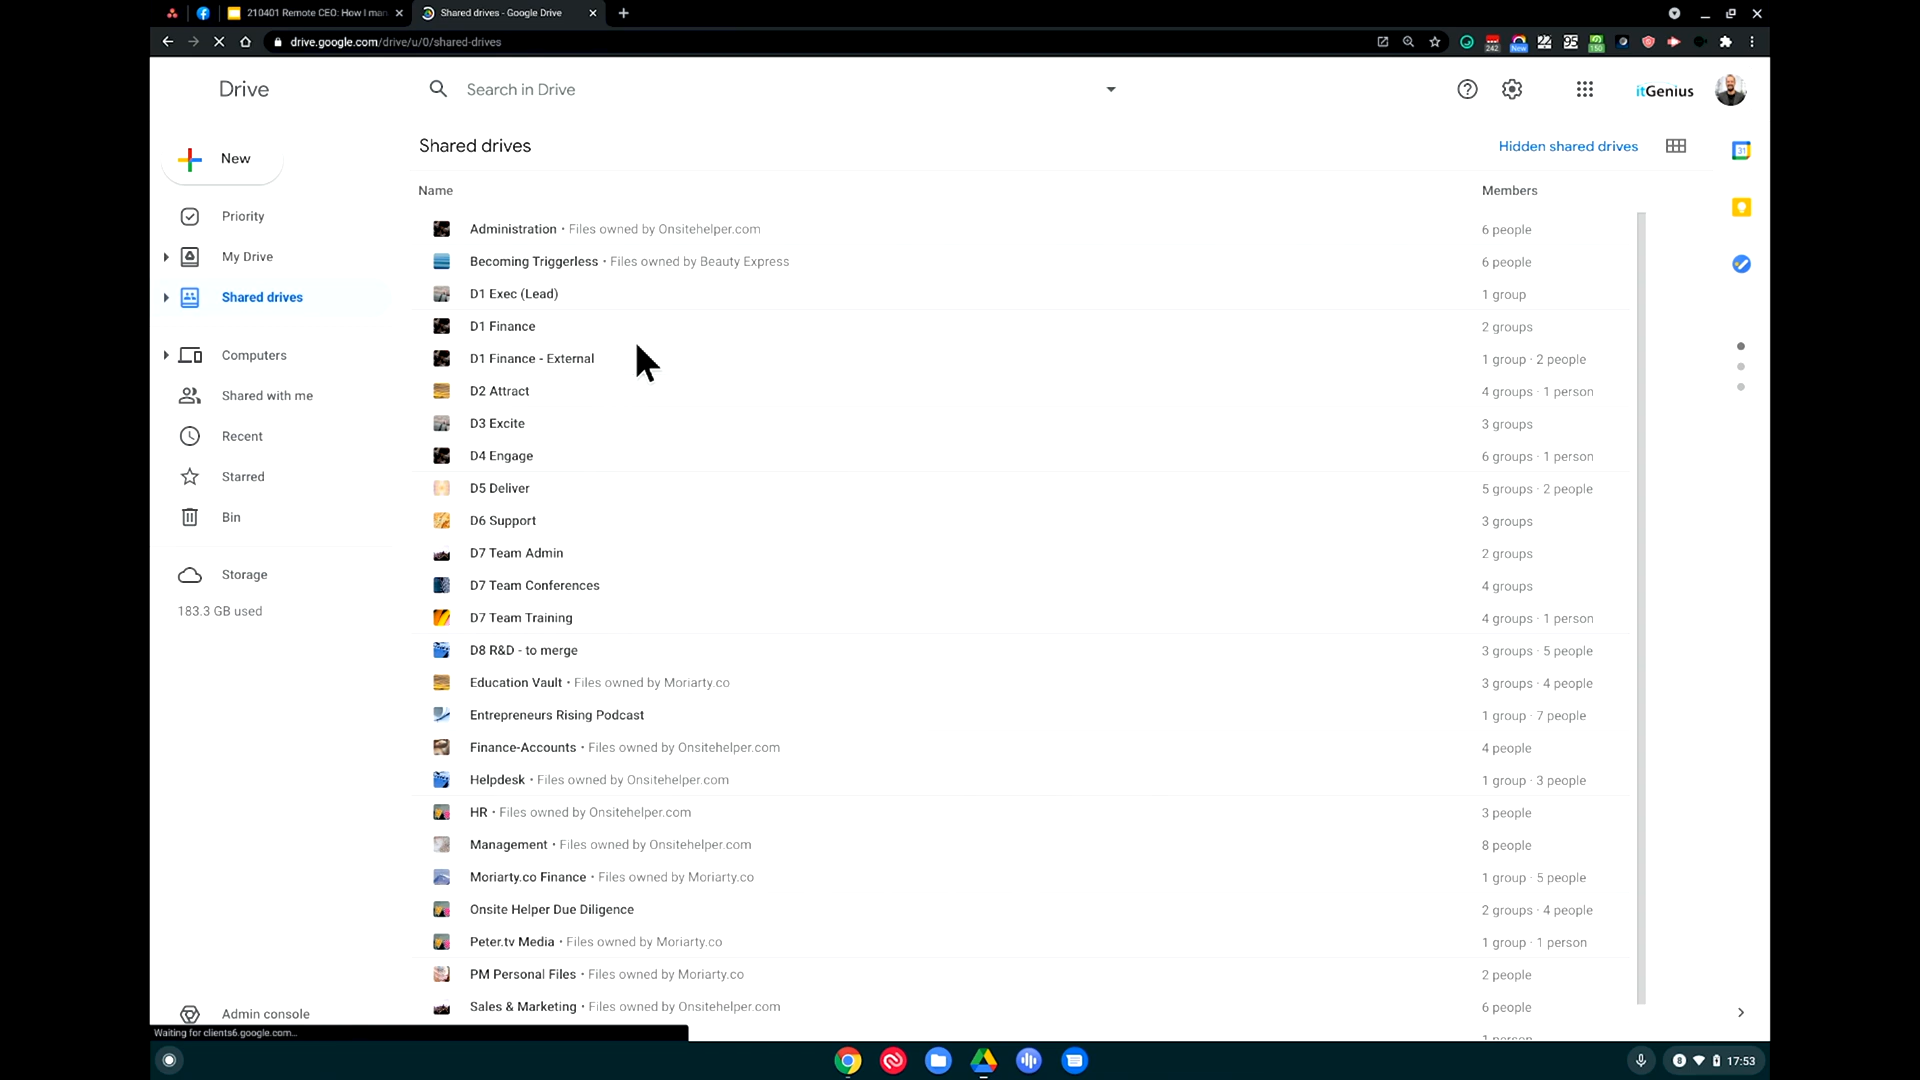 210401 Remote CEO: How I man
Shared drives - Google Drive
drive.google.com/drive/u/0/shared-drives
242
New
95
150
Drive
Search in Drive
itGenius
New
Shared drives
Hidden shared drives
31
Name
Members
Priority
My Drive
Shared drives
Computers
Shared with me
Recent
Starred
Bin
Storage
183.3 GB used
Admin console
Administration • Files owned by Onsitehelper.com 6 people
Becoming Triggerless • Files owned by Beauty Express 6 people
D1 Exec (Lead) 1 group
D1 Finance 2 groups
D1 Finance - External 1 group · 2 people
D2 Attract 4 groups · 1 person
D3 Excite 3 groups
D4 Engage 6 groups · 1 person
D5 Deliver 5 groups · 2 people
D6 Support 3 groups
D7 Team Admin 2 groups
D7 Team Conferences 4 groups
D7 Team Training 4 groups · 1 person
D8 R&D - to merge 3 groups · 5 people
Education Vault • Files owned by Moriarty.co 3 groups · 4 people
Entrepreneurs Rising Podcast 1 group · 7 people
Finance-Accounts • Files owned by Onsitehelper.com 4 people
Helpdesk • Files owned by Onsitehelper.com 1 group · 3 people
HR • Files owned by Onsitehelper.com 3 people
Management • Files owned by Onsitehelper.com 8 people
Moriarty.co Finance • Files owned by Moriarty.co 1 group · 5 people
Onsite Helper Due Diligence 2 groups · 4 people
Peter.tv Media • Files owned by Moriarty.co 1 group · 1 person
PM Personal Files • Files owned by Moriarty.co 2 people
Sales & Marketing • Files owned by Onsitehelper.com 6 people
1 person
Waiting for clients6.google.com...
17:53